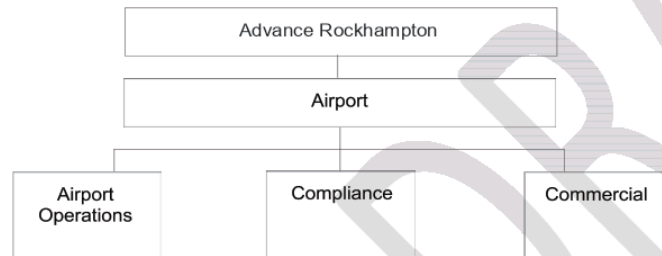 Advance Rockhampton
Airport
Airport
Operations
Compliance
Commercial